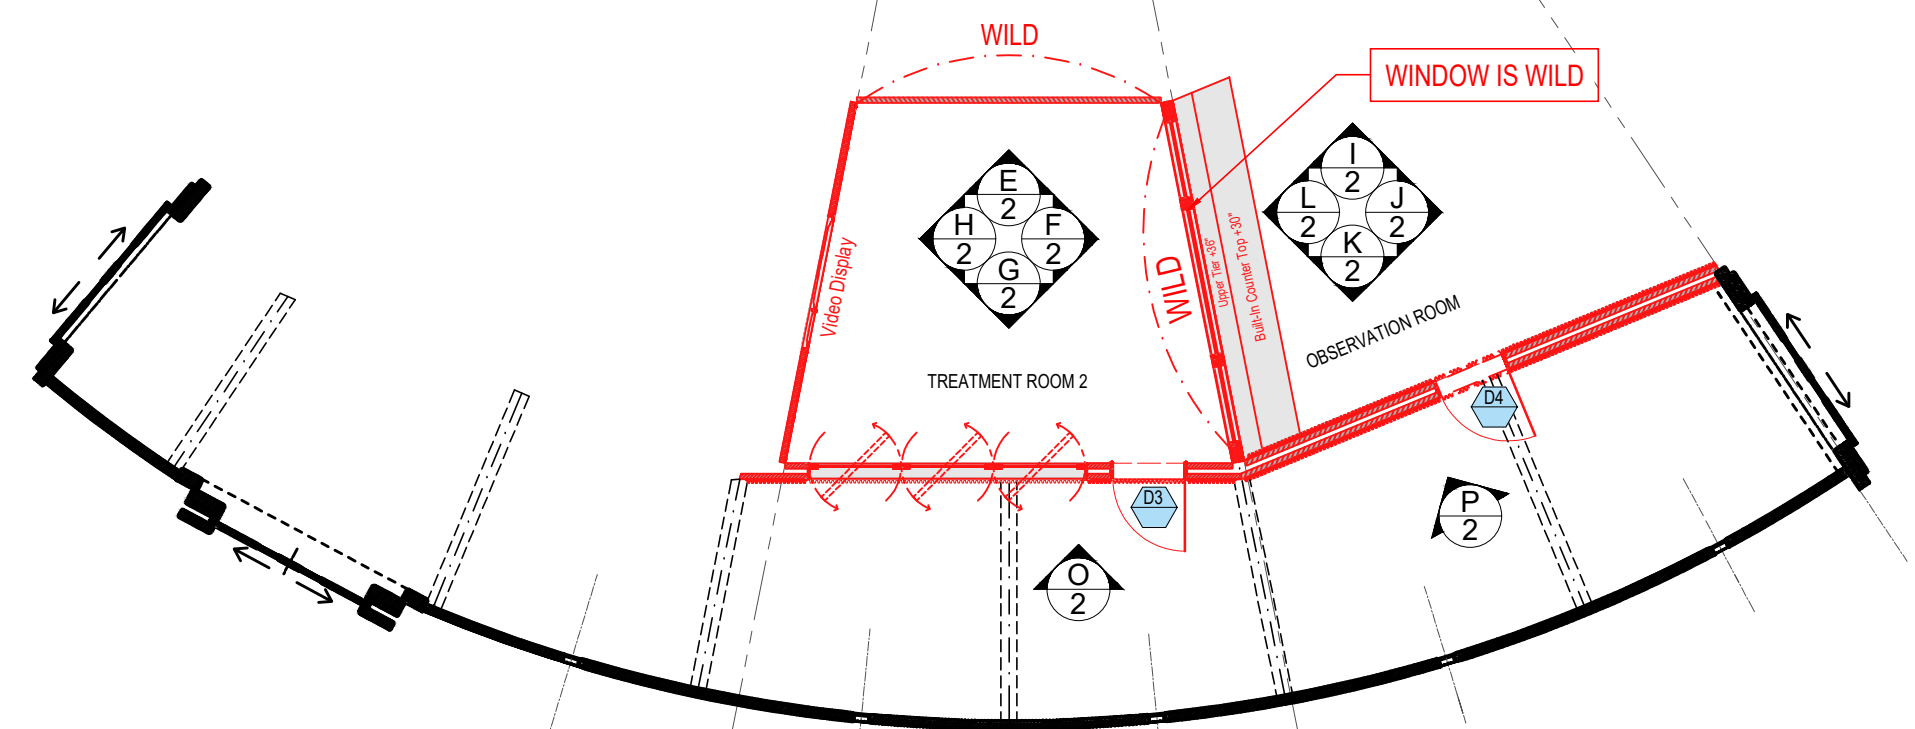 WILD
WINDOW IS WILD
E
2
H
2
F
2
G
2
I
2
L
2
J
2
K
2
Video Display
WILD
Upper Tier +36"
Built-In Counter Top +30"
OBSERVATION ROOM
TREATMENT ROOM 2
D4
D3
P
2
O
2